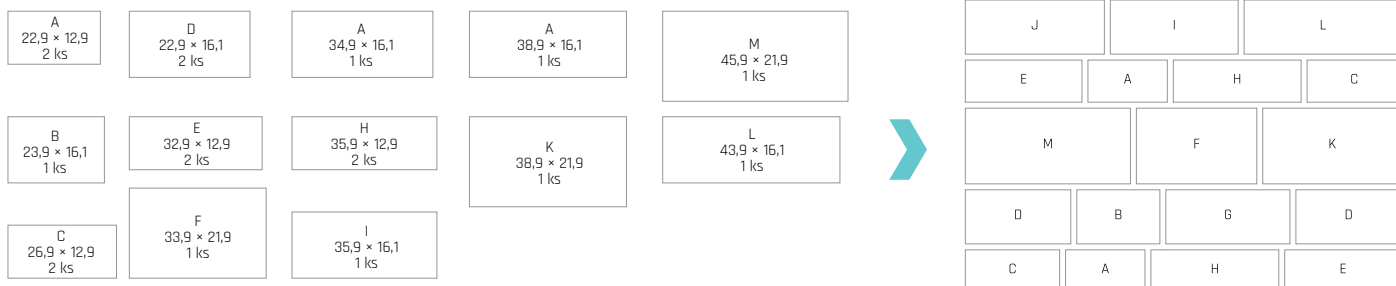 A
22,9 × 12,9
2 ks
D
22,9 × 16,1
2 ks
A
34,9 × 16,1
1 ks
A
38,9 × 16,1
1 ks
M
45,9 × 21,9
1 ks
B
23,9 × 16,1
1 ks
E
32,9 × 12,9
2 ks
H
35,9 × 12,9
2 ks
K
38,9 × 21,9
1 ks
L
43,9 × 16,1
1 ks
C
26,9 × 12,9
2 ks
F
33,9 × 21,9
1 ks
I
35,9 × 16,1
1 ks
J I L
E A H C
M F K
D B G D
C A H E